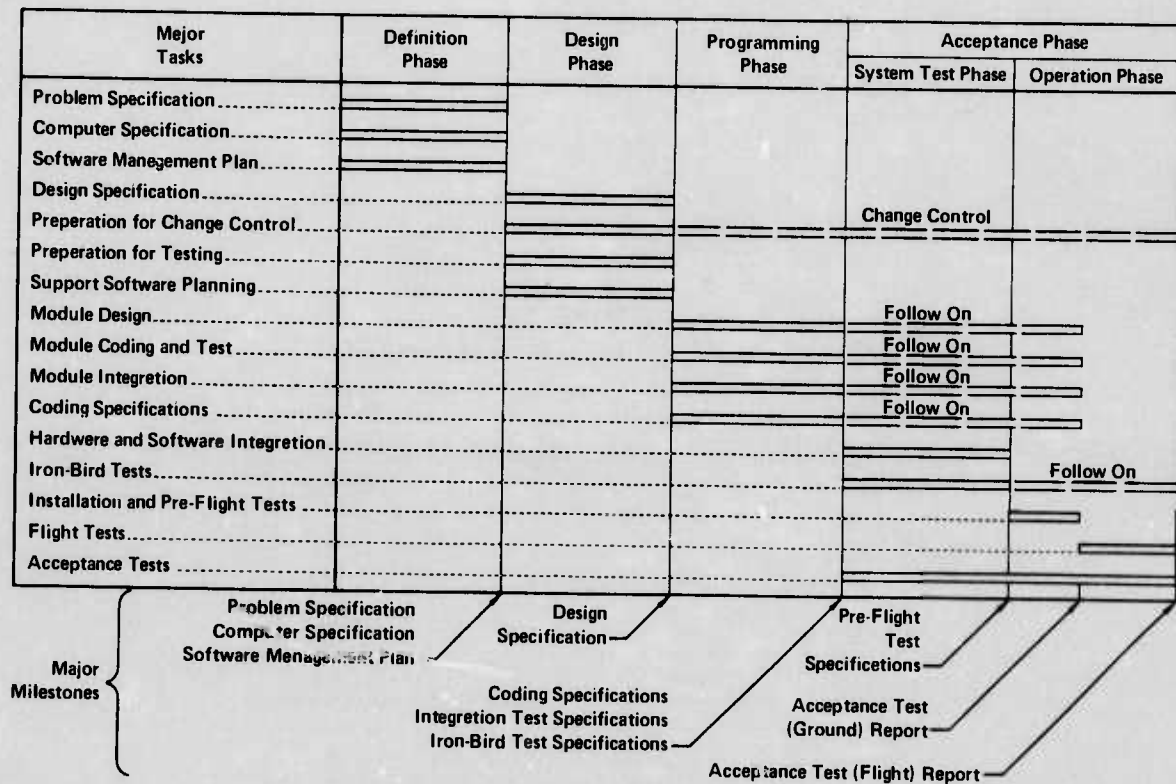 Mejor
Tasks
Definition
Phase
Design
Phase
Programming
Phase
Acceptance Phase
System Test Phase
Operation Phase
Problem Specification
Computer Specification
Software Manegement Plan
Design Specification
Preperation for Change Control
Change Control
Preparation for Testing
Support Software Planning
Module Design
Follow On
Module Coding and Test
Follow On
Module Integretion
Follow On
Coding Specifications
Follow On
Hardwere and Software Integretion
Iron-Bird Tests
Follow On
Installation and Pre-Flight Tests
Flight Tests
Acceptance Tests
Major
Milestones
Problem Specification
Computer Specification
Software Menagement Plan
Design
Specification
Coding Specifications
Integretion Test Specifications
Iron-Bird Test Specifications
Pre-Flight
Test
Specificetions
Acceptance Test
(Ground) Report
Acceptance Test (Flight) Report